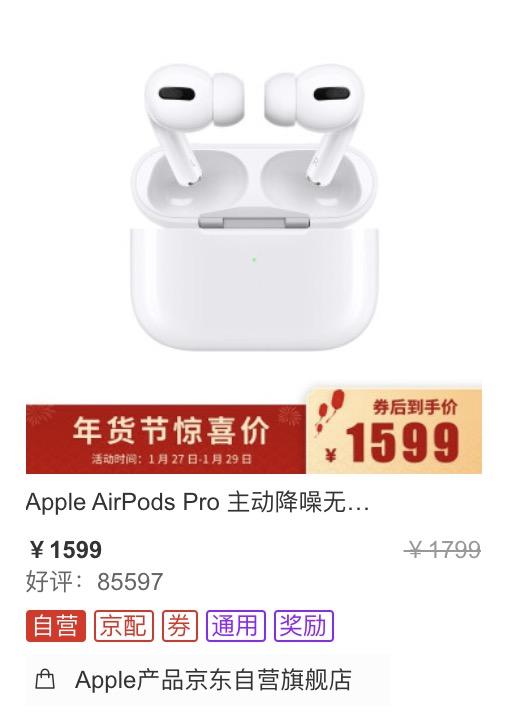 年货节惊喜价
活动时间：1月27日-1月29日
券后到手价
¥1599
Apple AirPods Pro 主动降噪无…
¥1599
¥1799
好评：85597
自营 京配 券 通用 奖励
Apple产品京东自营旗舰店